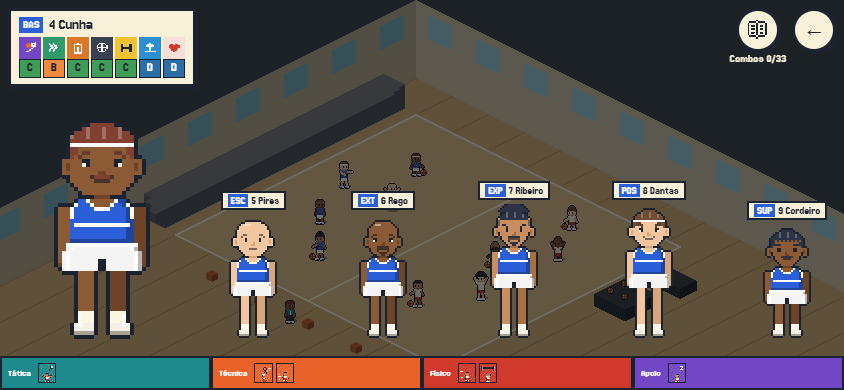 BAS 4 Cunha
C B C C C D D
Combos 0/33
ESC 5 Pires
EXT 6 Rego
EXP 7 Ribeiro
POS 8 Dantas
SUP 9 Cordeiro
Tática
Técnica
Físico
Apoio
2